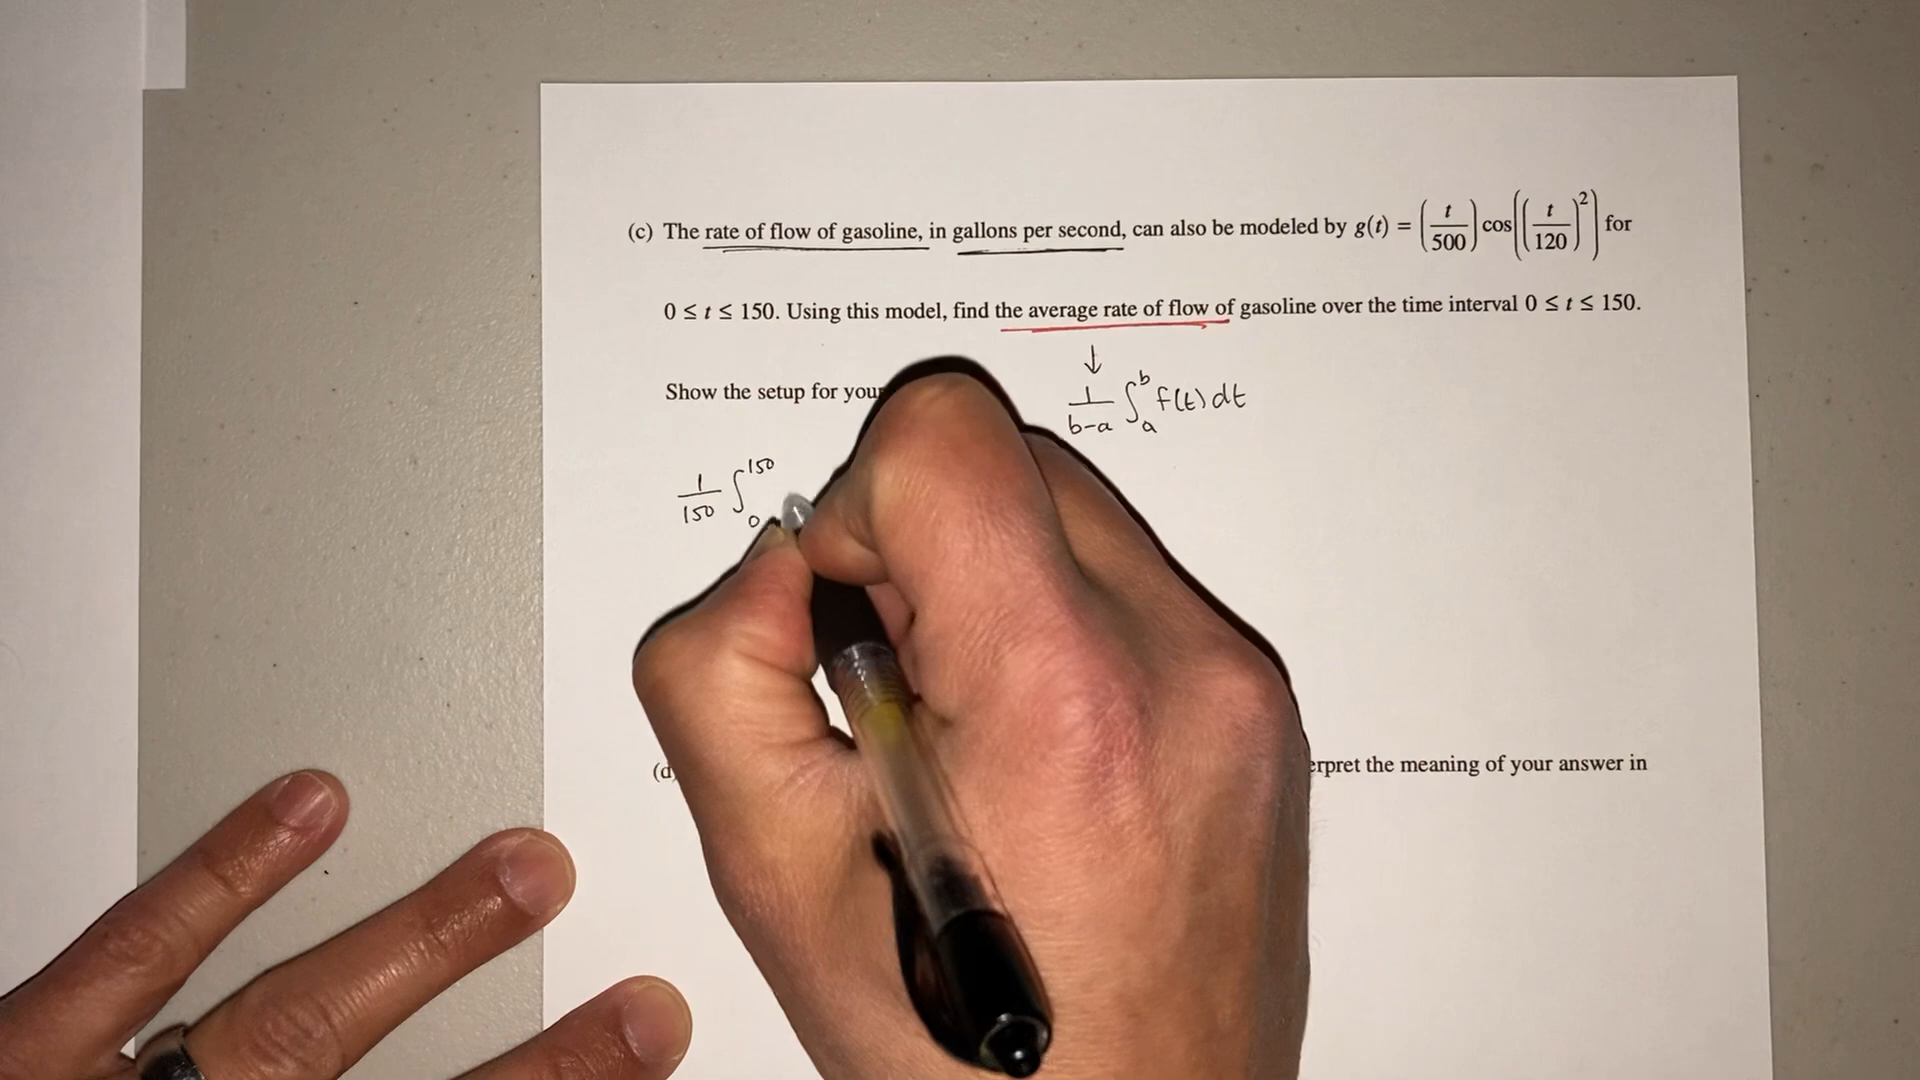 (c) The rate of flow of gasoline, in gallons per second, can also be modeled by g(t) = (t/500) cos((t/120)²) for
0 ≤ t ≤ 150. Using this model, find the average rate of flow of gasoline over the time interval 0 ≤ t ≤ 150.
↓
Show the setup for your
1/(b-a) ∫_a^b f(t) dt
1/150 ∫_0^150
(d
erpret the meaning of your answer in